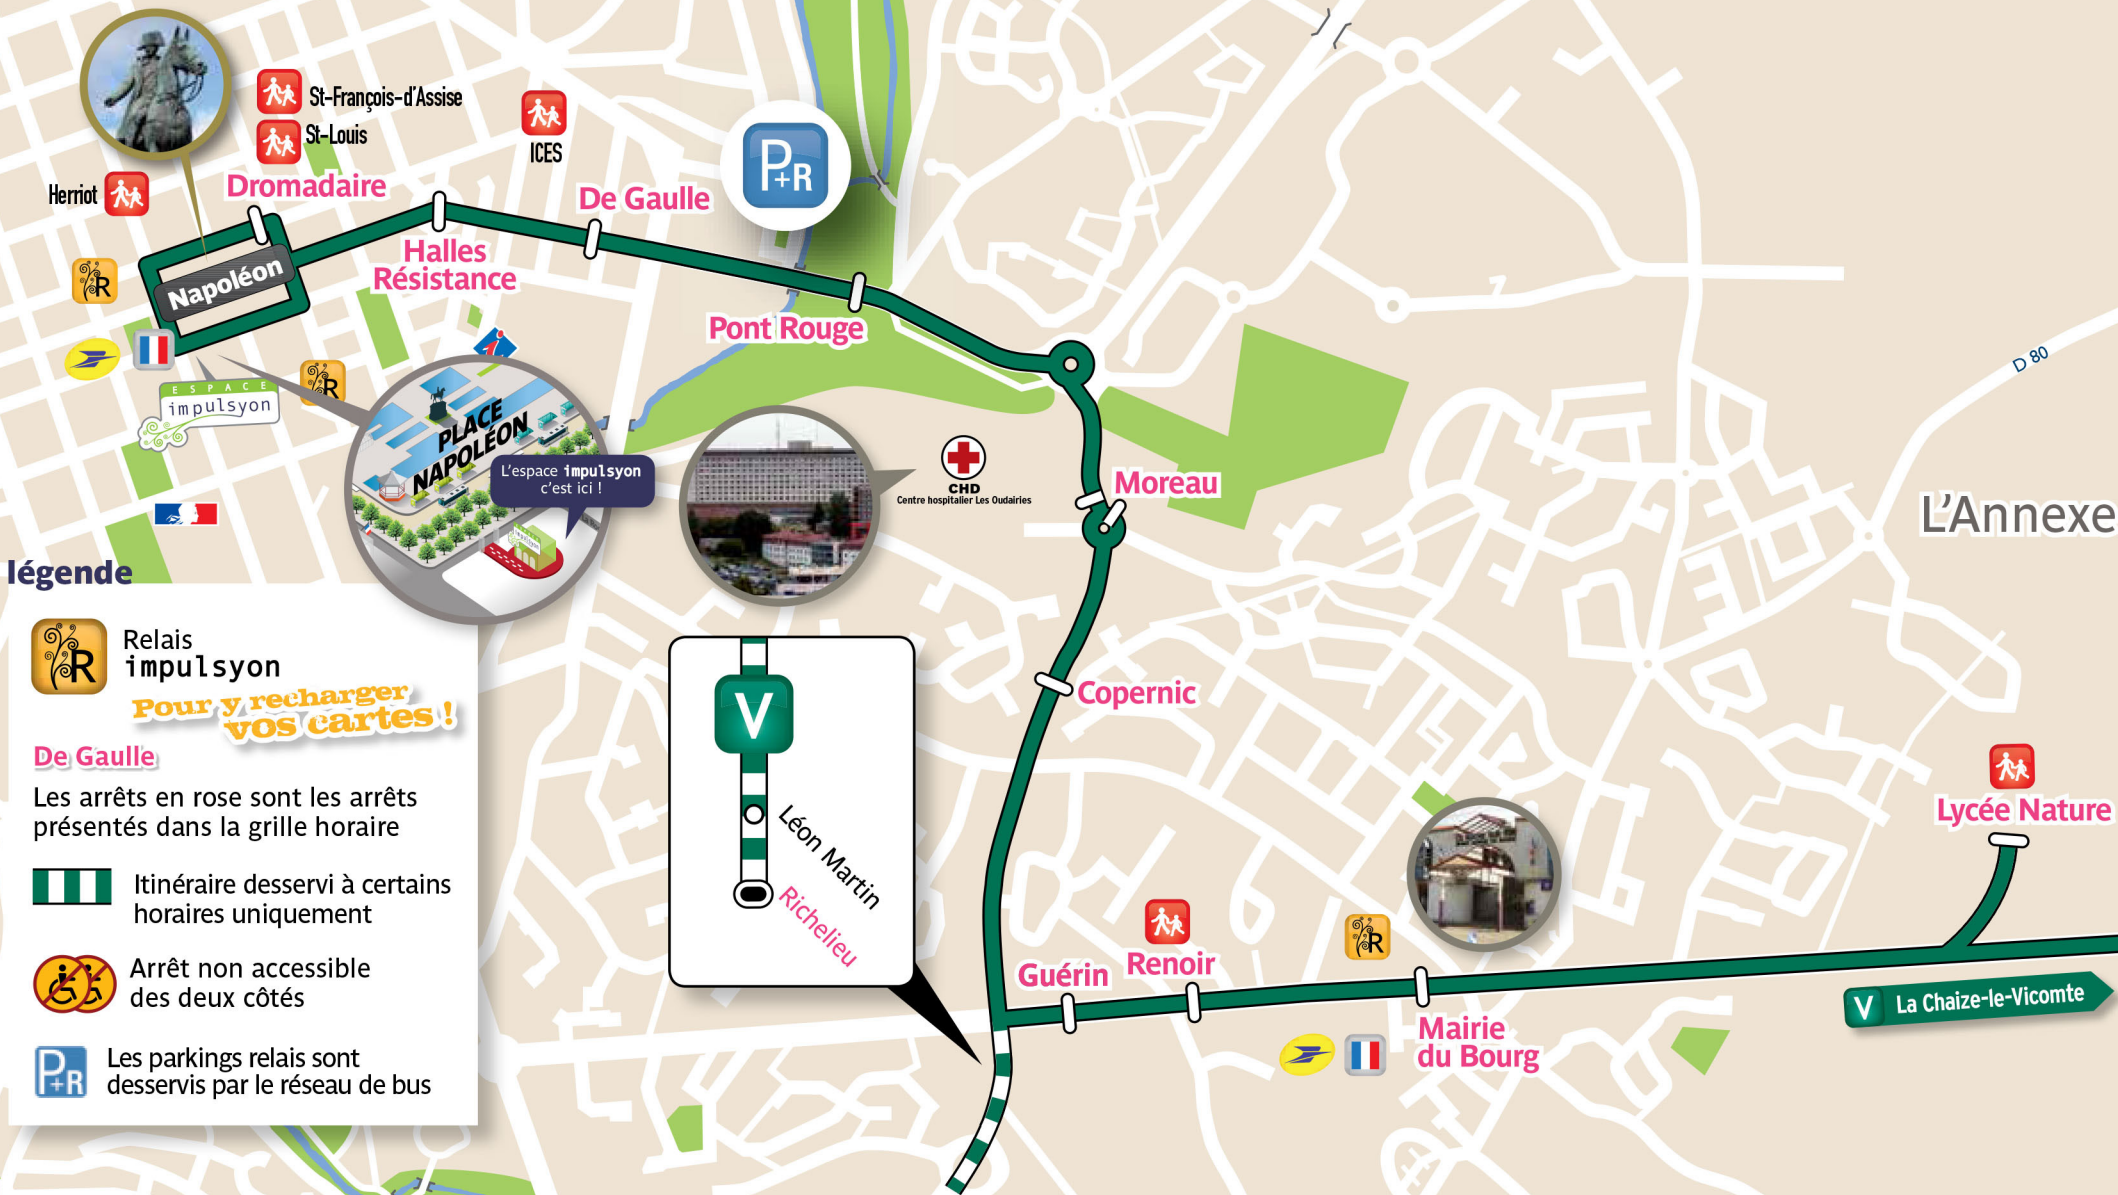 St-François-d'Assise
St-Louis
ICES
P+R
Herriot
Dromadaire
De Gaulle
Halles
Résistance
Napoléon
R
Pont Rouge
D 80
ESPACE
impulsyon
R
i
PLACE
NAPOLÉON
L'espace impulsyon
c'est ici !
impulsyon
CHD
Centre hospitalier Les Oudairies
Moreau
L'Annexe
légende
R
Relais
impulsyon
Pour y recharger
vos cartes !
De Gaulle
Les arrêts en rose sont les arrêts
présentés dans la grille horaire
Itinéraire desservi à certains
horaires uniquement
Arrêt non accessible
des deux côtés
P+R
Les parkings relais sont
desservis par le réseau de bus
V
Léon Martin
Richelieu
Copernic
Lycée Nature
Guérin
Renoir
R
Mairie
du Bourg
V La Chaize-le-Vicomte